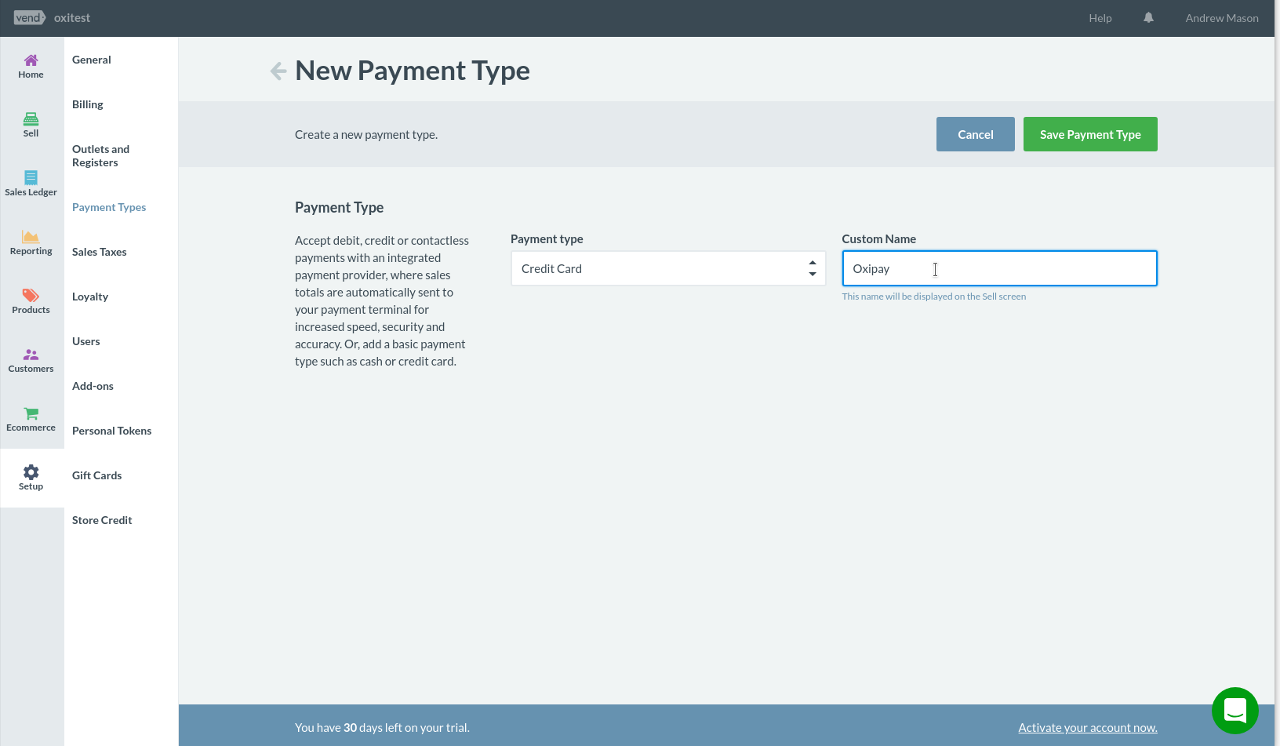 vend oxitest
Help
Andrew Mason
Home
Sell
Sales Ledger
Reporting
Products
Customers
Ecommerce
Setup
General
Billing
Outlets and
Registers
Payment Types
Sales Taxes
Loyalty
Users
Add-ons
Personal Tokens
Gift Cards
Store Credit
New Payment Type
Create a new payment type.
Cancel
Save Payment Type
Payment Type
Accept debit, credit or contactless
payments with an integrated
payment provider, where sales
totals are automatically sent to
your payment terminal for
increased speed, security and
accuracy. Or, add a basic payment
type such as cash or credit card.
Payment type
Credit Card
Custom Name
Oxipay
This name will be displayed on the Sell screen
You have 30 days left on your trial.
Activate your account now.